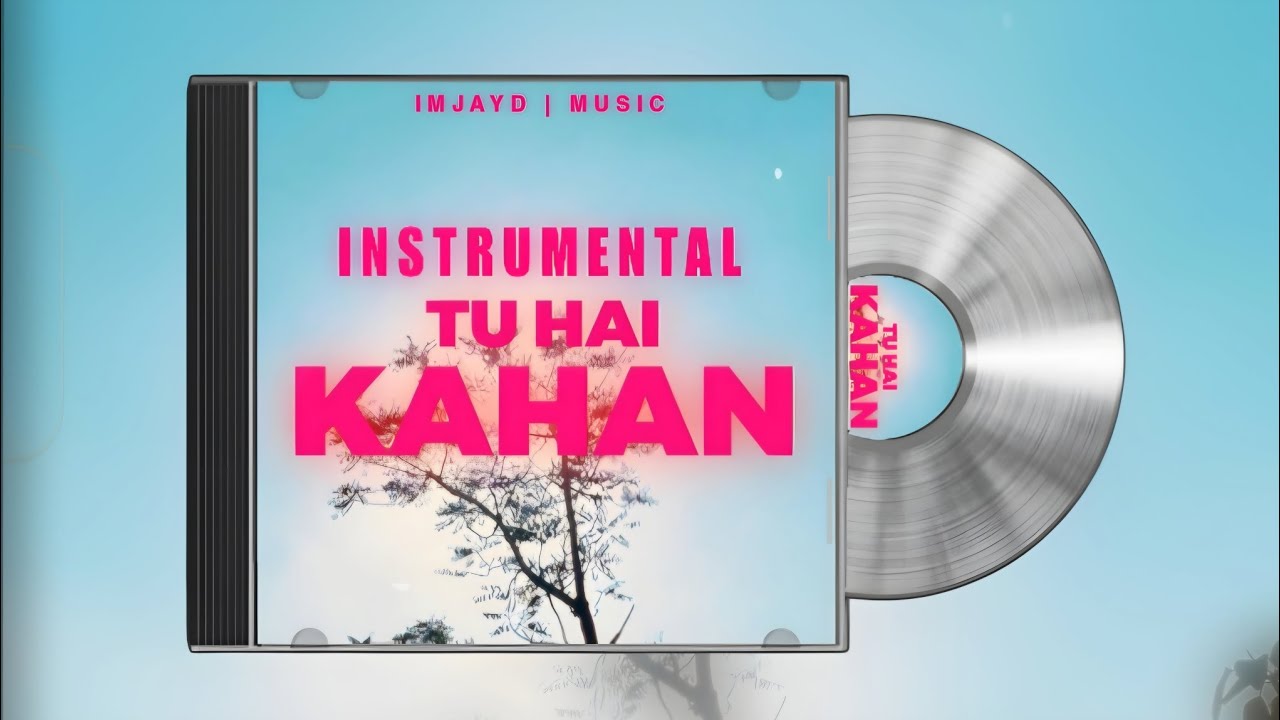 IMJAYD | MUSIC
INSTRUMENTAL
TU HAI
KAHAN
TU HAI
KAHAN